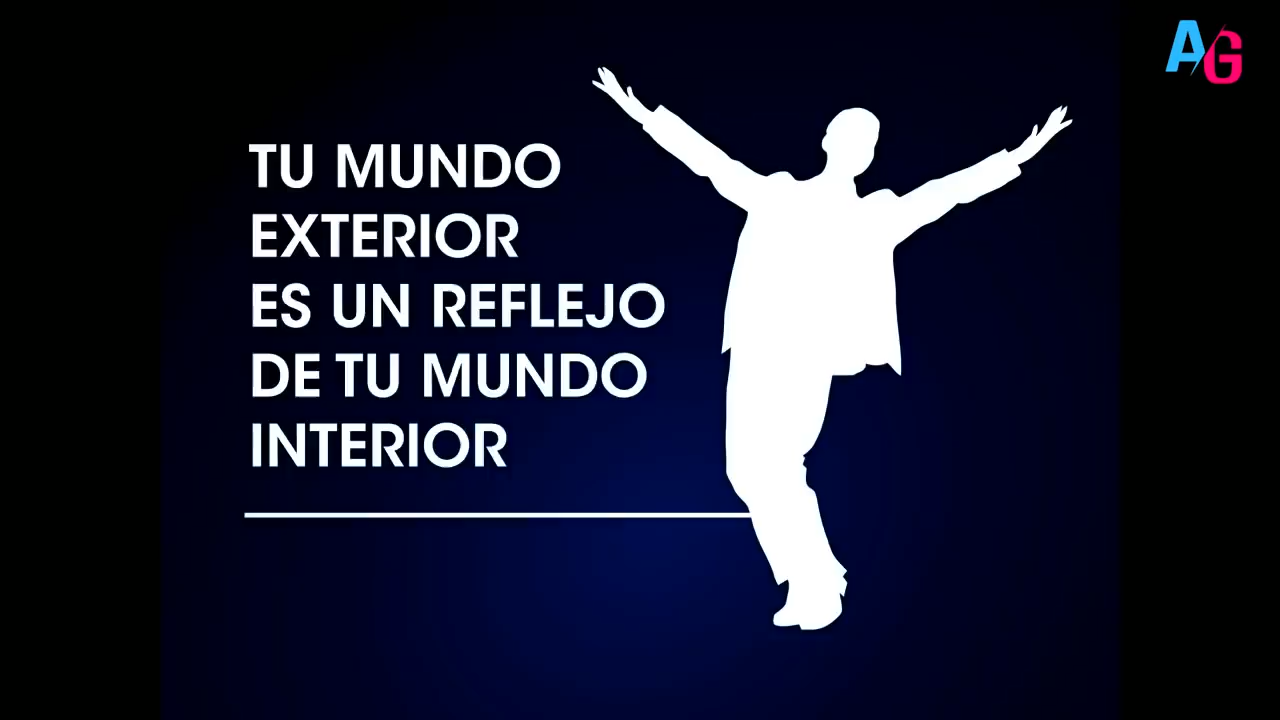 AG
TU MUNDO
EXTERIOR
ES UN REFLEJO
DE TU MUNDO
INTERIOR